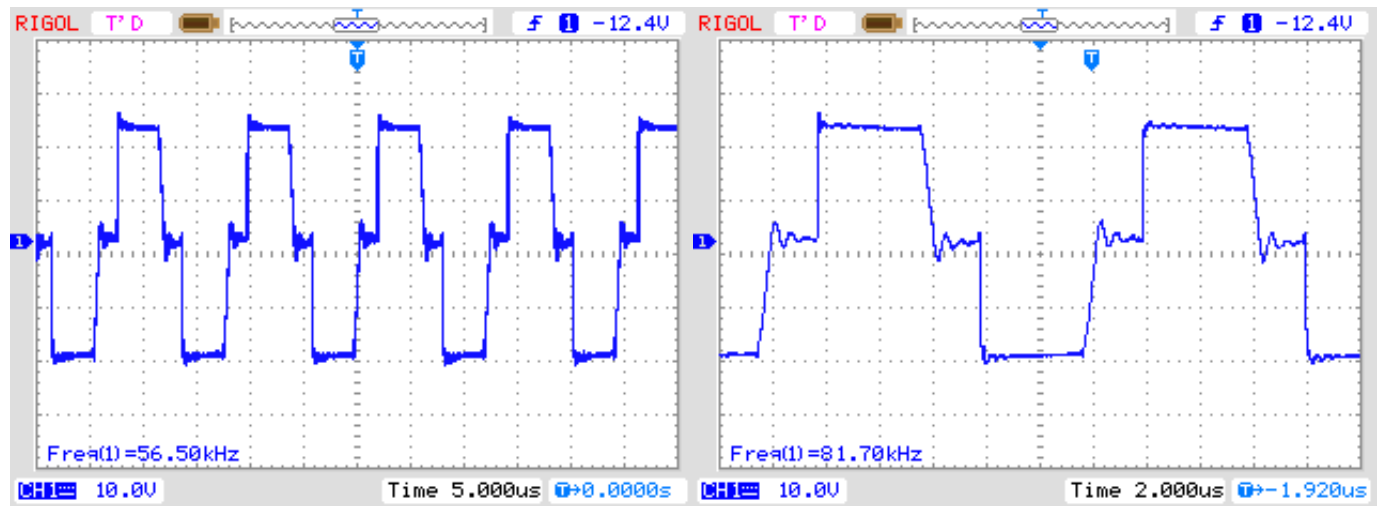 RIGOL T'D T 1 -12.4V
T
1
Freq(1)=56.50kHz
CH1 10.0V Time 5.000us T→0.0000s
RIGOL T'D T 1 -12.4V
T
1
Freq(1)=81.70kHz
CH1 10.0V Time 2.000us T→-1.920us